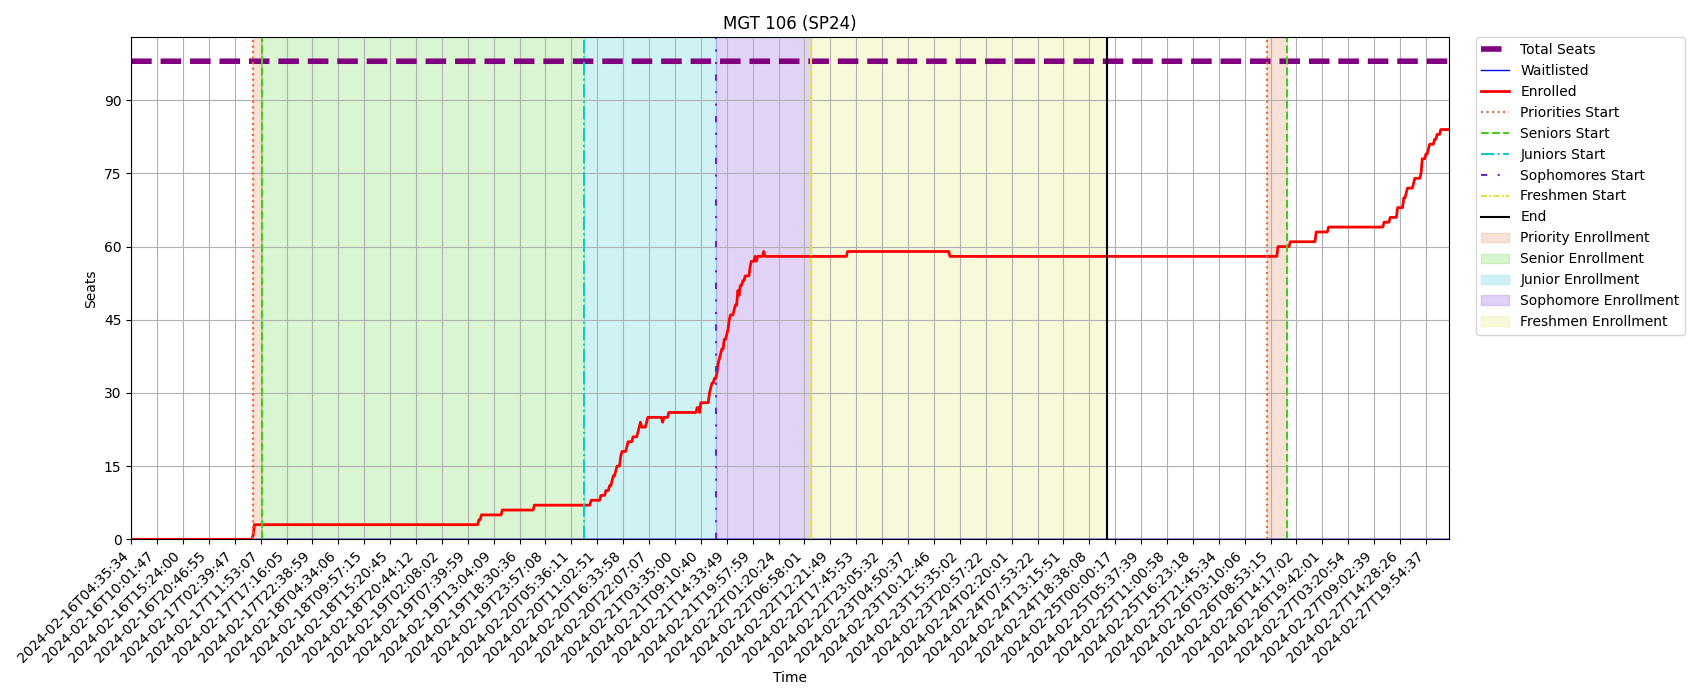 MGT 106 (SP24)
Total Seats
Waitlisted
Enrolled
Priorities Start
Seniors Start
Juniors Start
Sophomores Start
Freshmen Start
End
Priority Enrollment
Senior Enrollment
Junior Enrollment
Sophomore Enrollment
Freshmen Enrollment
Seats
90
75
60
45
30
15
0
2024-02-16T04:35:34
2024-02-16T10:01:47
2024-02-16T15:24:00
2024-02-16T20:46:55
2024-02-17T02:39:47
2024-02-17T11:53:07
2024-02-17T17:16:05
2024-02-17T22:38:59
2024-02-18T04:34:06
2024-02-18T09:57:15
2024-02-18T15:20:45
2024-02-18T20:44:12
2024-02-19T02:08:02
2024-02-19T07:39:59
2024-02-19T13:04:09
2024-02-19T18:30:36
2024-02-19T23:57:08
2024-02-20T05:36:11
2024-02-20T11:02:51
2024-02-20T16:33:58
2024-02-20T22:07:07
2024-02-21T03:35:00
2024-02-21T09:10:40
2024-02-21T14:33:49
2024-02-21T19:57:59
2024-02-22T01:20:24
2024-02-22T06:58:01
2024-02-22T12:21:49
2024-02-22T17:45:53
2024-02-22T23:05:32
2024-02-23T04:50:37
2024-02-23T10:12:46
2024-02-23T15:35:02
2024-02-23T20:57:22
2024-02-24T02:20:01
2024-02-24T07:53:22
2024-02-24T13:15:51
2024-02-24T18:38:08
2024-02-25T00:00:17
2024-02-25T05:37:39
2024-02-25T11:00:58
2024-02-25T16:23:18
2024-02-25T21:45:34
2024-02-26T03:10:06
2024-02-26T08:53:15
2024-02-26T14:17:02
2024-02-26T19:42:01
2024-02-27T03:20:54
2024-02-27T09:02:39
2024-02-27T14:28:26
2024-02-27T19:54:37
Time